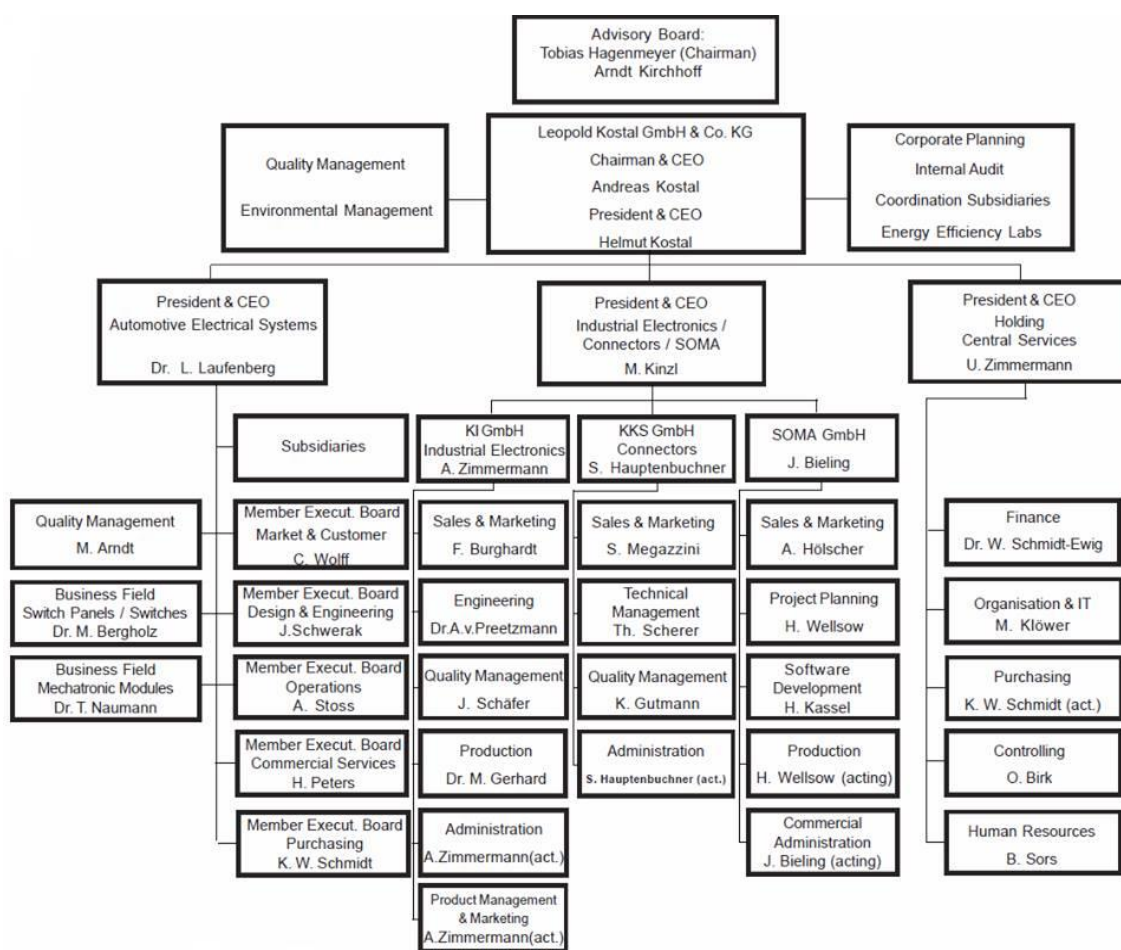 Advisory Board:
Tobias Hagenmeyer (Chairman)
Arndt Kirchhoff
Quality Management
Environmental Management
Leopold Kostal GmbH & Co. KG
Chairman & CEO
Andreas Kostal
President & CEO
Helmut Kostal
Corporate Planning
Internal Audit
Coordination Subsidiaries
Energy Efficiency Labs
President & CEO
Automotive Electrical Systems
Dr. L. Laufenberg
President & CEO
Industrial Electronics /
Connectors / SOMA
M. Kinzl
President & CEO
Holding
Central Services
U. Zimmermann
Subsidiaries
KI GmbH
Industrial Electronics
A. Zimmermann
KKS GmbH
Connectors
S. Hauptenbuchner
SOMA GmbH
J. Bieling
Quality Management
M. Arndt
Member Execut. Board
Market & Customer
C. Wolff
Sales & Marketing
F. Burghardt
Sales & Marketing
S. Megazzini
Sales & Marketing
A. Hölscher
Finance
Dr. W. Schmidt-Ewig
Business Field
Switch Panels / Switches
Dr. M. Bergholz
Member Execut. Board
Design & Engineering
J.Schwerak
Engineering
Dr.A.v.Preetzmann
Technical
Management
Th. Scherer
Project Planning
H. Wellsow
Organisation & IT
M. Klöwer
Business Field
Mechatronic Modules
Dr. T. Naumann
Member Execut. Board
Operations
A. Stoss
Quality Management
J. Schäfer
Quality Management
K. Gutmann
Software
Development
H. Kassel
Purchasing
K. W. Schmidt (act.)
Member Execut. Board
Commercial Services
H. Peters
Production
Dr. M. Gerhard
Administration
S. Hauptenbuchner (act.)
Production
H. Wellsow (acting)
Controlling
O. Birk
Member Execut. Board
Purchasing
K. W. Schmidt
Administration
A.Zimmermann(act.)
Commercial
Administration
J. Bieling (acting)
Human Resources
B. Sors
Product Management
& Marketing
A.Zimmermann(act.)